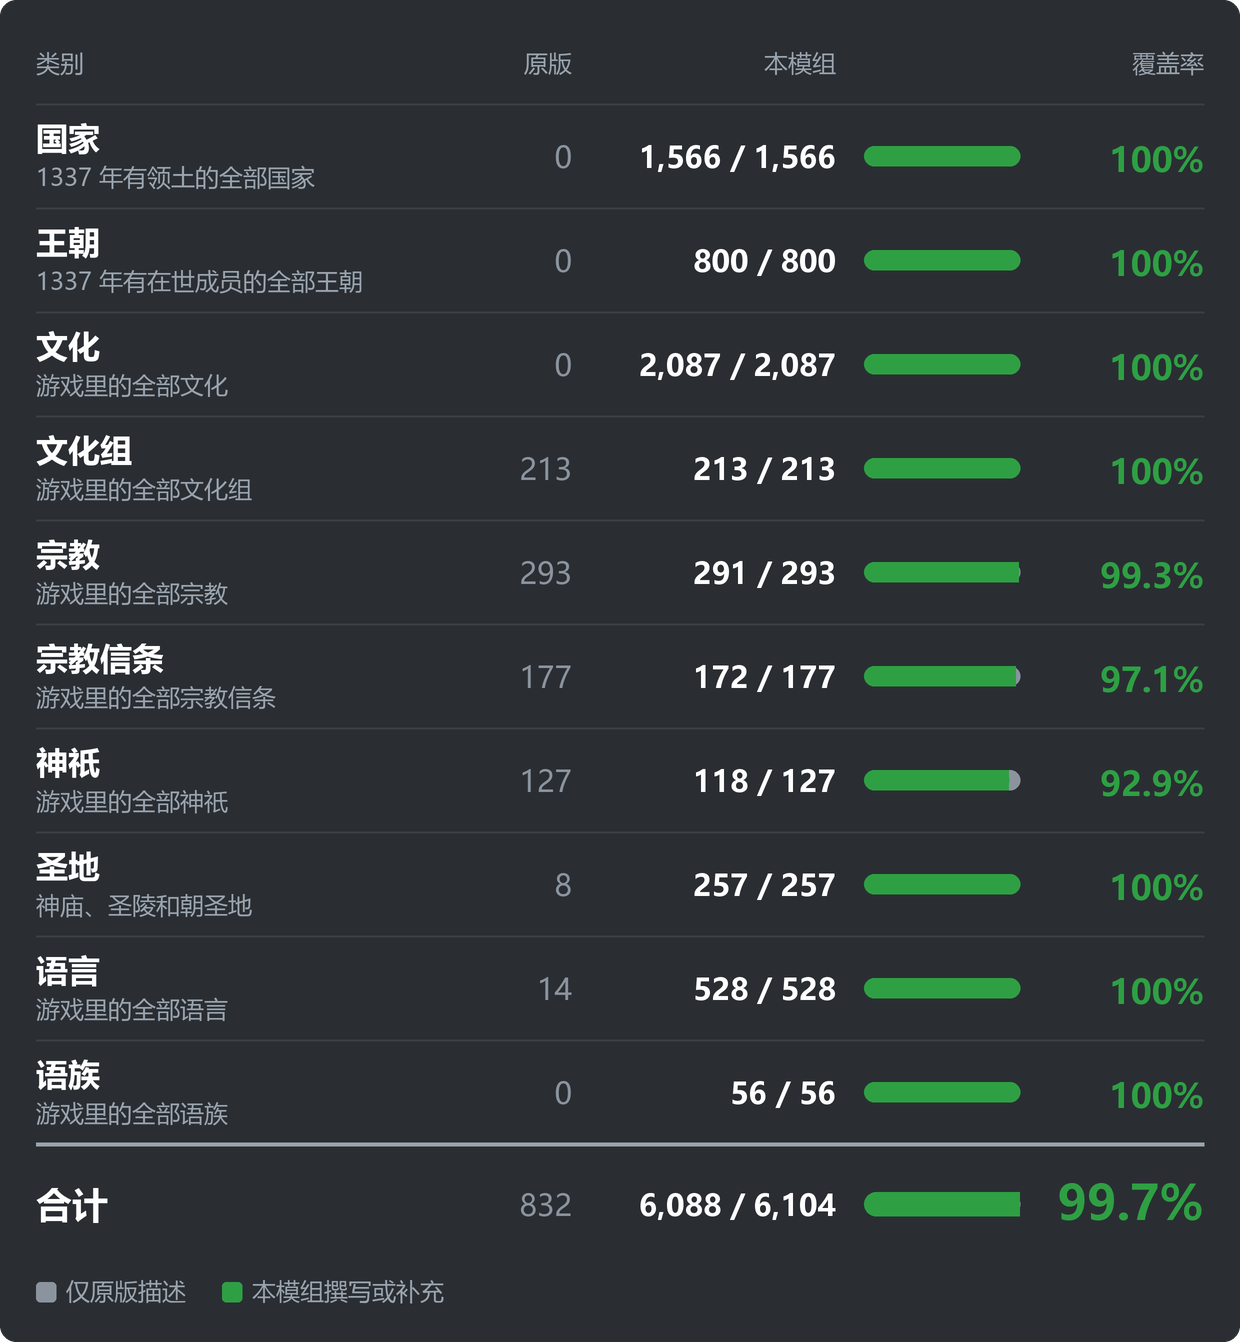 类别 原版 本模组 覆盖率
国家 0 1,566 / 1,566 100%
1337 年有领土的全部国家
王朝 0 800 / 800 100%
1337 年有在世成员的全部王朝
文化 0 2,087 / 2,087 100%
游戏里的全部文化
文化组 213 213 / 213 100%
游戏里的全部文化组
宗教 293 291 / 293 99.3%
游戏里的全部宗教
宗教信条 177 172 / 177 97.1%
游戏里的全部宗教信条
神祇 127 118 / 127 92.9%
游戏里的全部神祇
圣地 8 257 / 257 100%
神庙、圣陵和朝圣地
语言 14 528 / 528 100%
游戏里的全部语言
语族 0 56 / 56 100%
游戏里的全部语族
合计 832 6,088 / 6,104 99.7%
仅原版描述 本模组撰写或补充